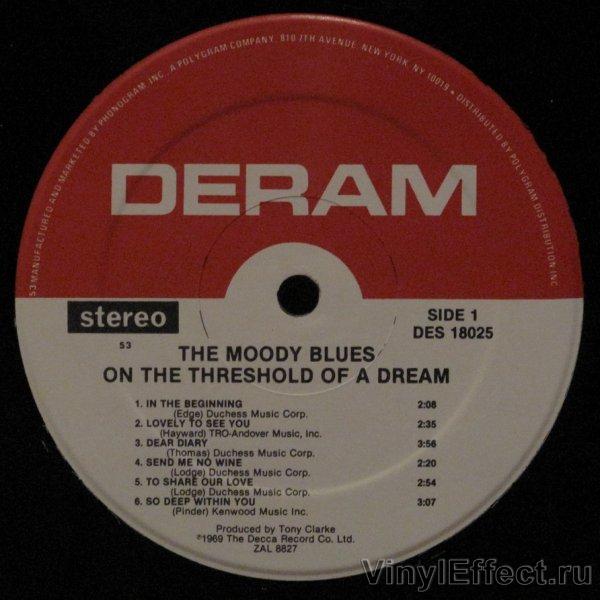 53 MANUFACTURED AND MARKETED BY PHONOGRAM, INC., A POLYGRAM COMPANY, 810 7TH AVENUE, NEW YORK, NY 10019 • DISTRIBUTED BY POLYGRAM DISTRIBUTION INC
DERAM
stereo
SIDE 1
DES 18025
53
THE MOODY BLUES
ON THE THRESHOLD OF A DREAM
1. IN THE BEGINNING 2:08
(Edge) Duchess Music Corp.
2. LOVELY TO SEE YOU 2:35
(Hayward) TRO-Andover Music, Inc.
3. DEAR DIARY 3:56
(Thomas) Duchess Music Corp.
4. SEND ME NO WINE 2:20
(Lodge) Duchess Music Corp.
5. TO SHARE OUR LOVE 2:54
(Lodge) Duchess Music Corp.
6. SO DEEP WITHIN YOU 3:07
(Pinder) Kenwood Music Inc.
Produced by Tony Clarke
℗1969 The Decca Record Co. Ltd.
ZAL 8827
VinylEffect.ru